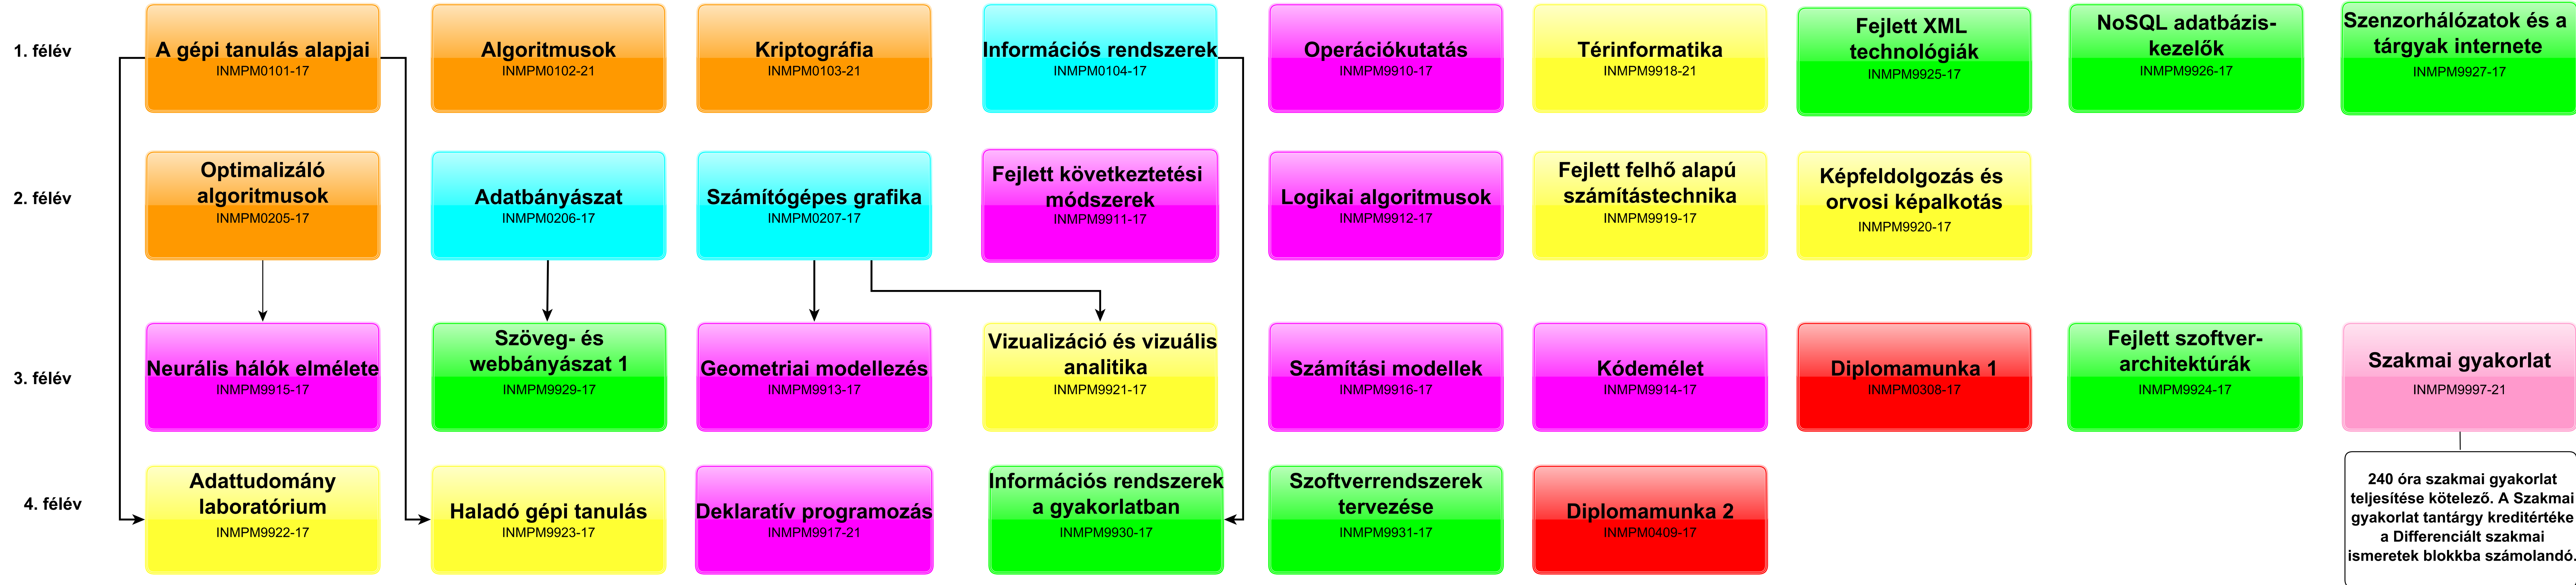 1. félév
A gépi tanulás alapjai
INMPM0101-17
Algoritmusok
INMPM0102-21
Kriptográfia
INMPM0103-21
Információs rendszerek
INMPM0104-17
Operációkutatás
INMPM9910-17
Térinformatika
INMPM9918-21
Fejlett XML
technológiák
INMPM9925-17
NoSQL adatbázis-
kezelők
INMPM9926-17
Szenzorhálózatok és a
tárgyak internete
INMPM9927-17
2. félév
Optimalizáló
algoritmusok
INMPM0205-17
Adatbányászat
INMPM0206-17
Számítógépes grafika
INMPM0207-17
Fejlett következtetési
módszerek
INMPM9911-17
Logikai algoritmusok
INMPM9912-17
Fejlett felhő alapú
számítástechnika
INMPM9919-17
Képfeldolgozás és
orvosi képalkotás
INMPM9920-17
3. félév
Neurális hálók elmélete
INMPM9915-17
Szöveg- és
webbányászat 1
INMPM9929-17
Geometriai modellezés
INMPM9913-17
Vizualizáció és vizuális
analitika
INMPM9921-17
Számítási modellek
INMPM9916-17
Kódemélet
INMPM9914-17
Diplomamunka 1
INMPM0308-17
Fejlett szoftver-
architektúrák
INMPM9924-17
Szakmai gyakorlat
INMPM9997-21
4. félév
Adattudomány
laboratórium
INMPM9922-17
Haladó gépi tanulás
INMPM9923-17
Deklaratív programozás
INMPM9917-21
Információs rendszerek
a gyakorlatban
INMPM9930-17
Szoftverrendszerek
tervezése
INMPM9931-17
Diplomamunka 2
INMPM0409-17
240 óra szakmai gyakorlat
teljesítése kötelező. A Szakmai
gyakorlat tantárgy kreditértéke
a Differenciált szakmai
ismeretek blokkba számolandó.